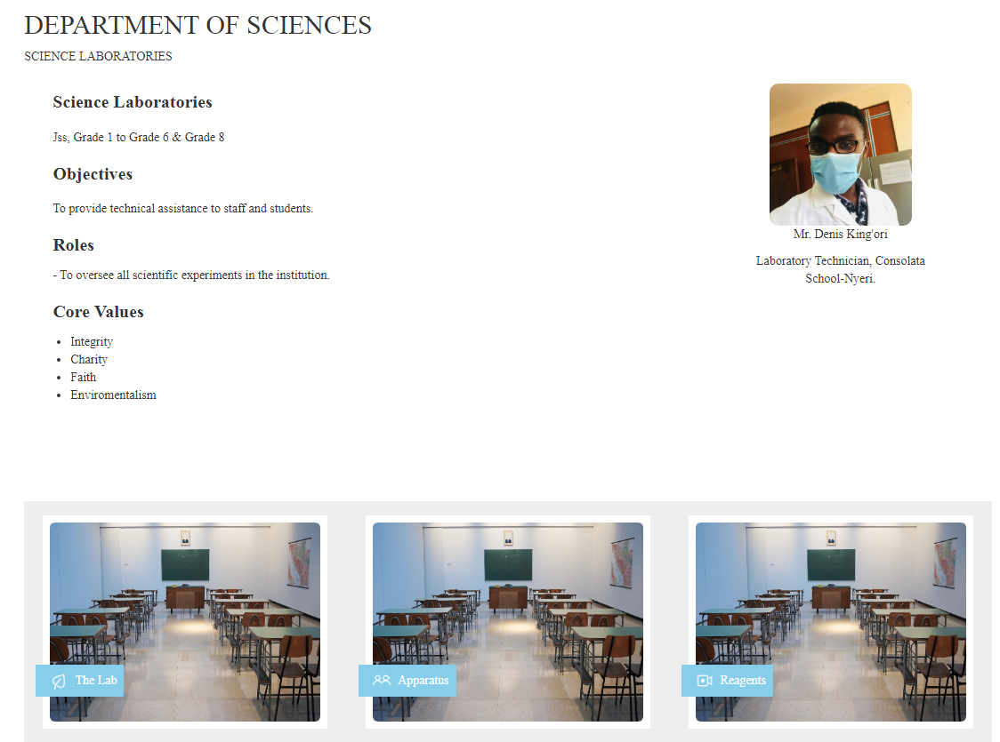 DEPARTMENT OF SCIENCES
SCIENCE LABORATORIES
Science Laboratories
Jss, Grade 1 to Grade 6 & Grade 8
Objectives
To provide technical assistance to staff and students.
Roles
- To oversee all scientific experiments in the institution.
Core Values
Integrity
Charity
Faith
Enviromentalism
Mr. Denis King'ori
Laboratory Technician, Consolata
School-Nyeri.
The Lab
Apparatus
Reagents